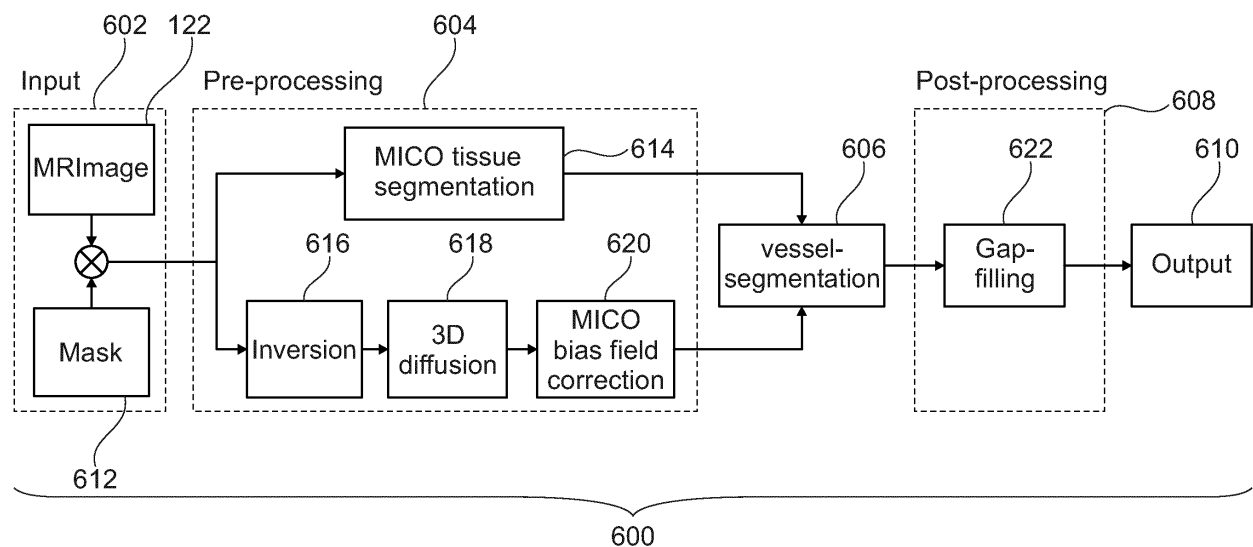 602
122
604
Input
Pre-processing
Post-processing
608
MRImage
MICO tissue
segmentation
614
606
622
610
616
618
620
vessel-
segmentation
Gap-
filling
Output
Mask
Inversion
3D
diffusion
MICO
bias field
correction
612
600